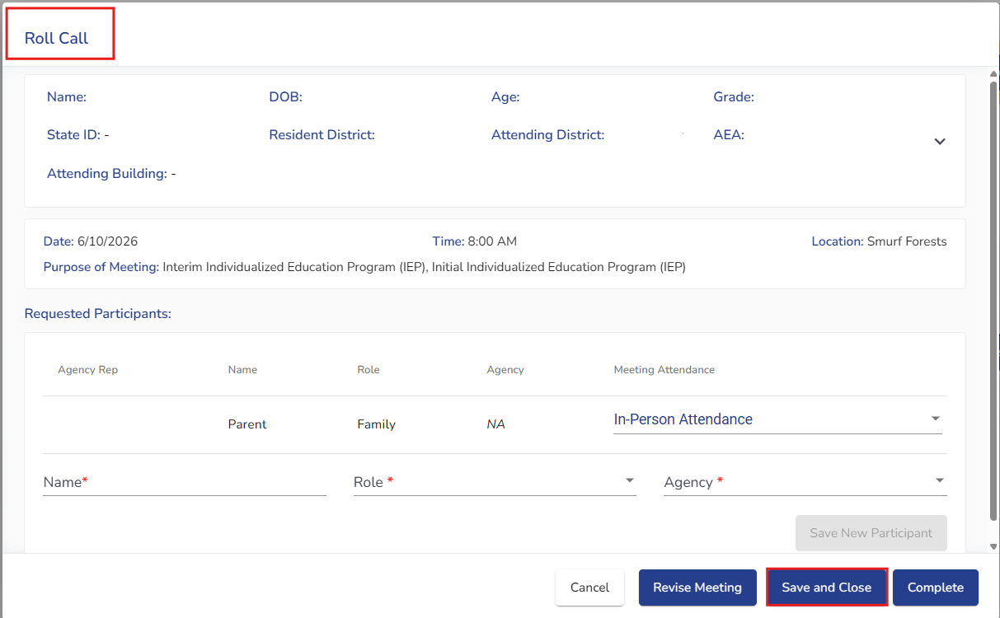 Roll Call
Name: DOB: Age: Grade:
State ID: - Resident District: Attending District: AEA:
Attending Building: -
Date: 6/10/2026 Time: 8:00 AM Location: Smurf Forests
Purpose of Meeting: Interim Individualized Education Program (IEP), Initial Individualized Education Program (IEP)
Requested Participants:
Agency Rep Name Role Agency Meeting Attendance
Parent Family NA In-Person Attendance
Name* Role * Agency *
Save New Participant
Cancel Revise Meeting Save and Close Complete